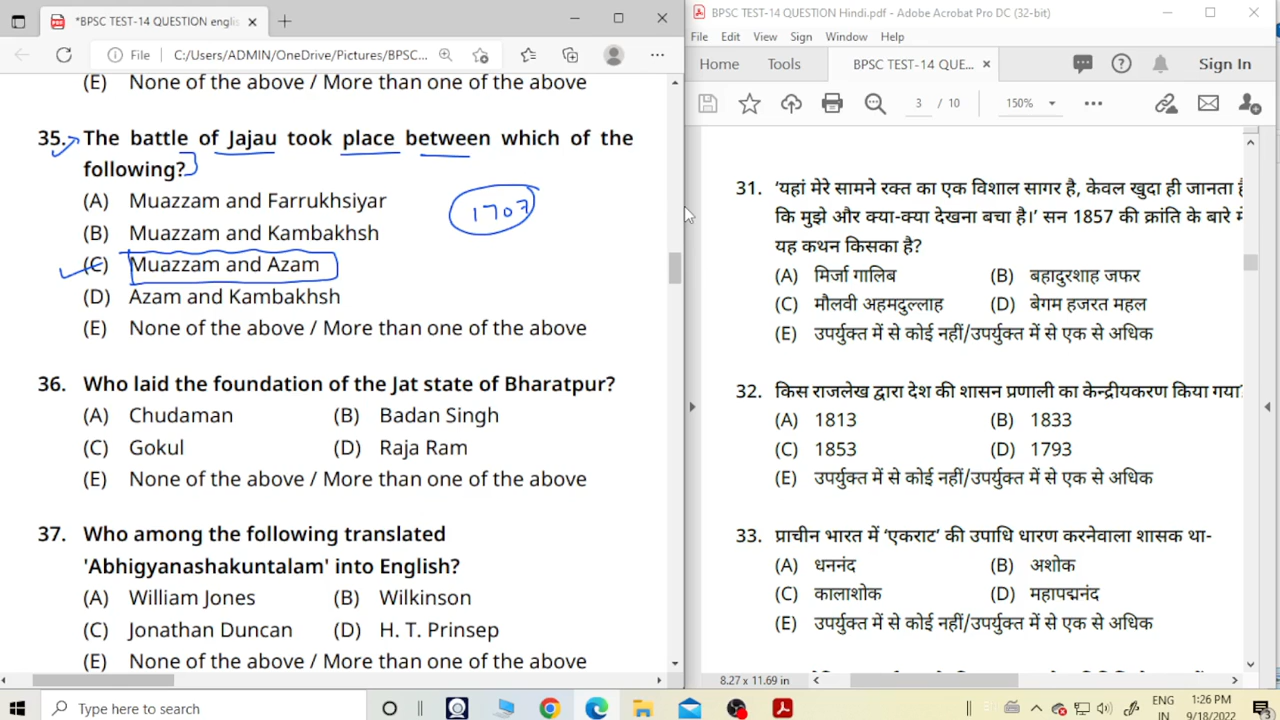 *BPSC TEST-14 QUESTION englis
File
C:/Users/ADMIN/OneDrive/Pictures/BPSC...
(E) None of the above / More than one of the above
35. The battle of Jajau took place between which of the
following?
(A) Muazzam and Farrukhsiyar
1707
(B) Muazzam and Kambakhsh
(C) Muazzam and Azam
(D) Azam and Kambakhsh
(E) None of the above / More than one of the above
36. Who laid the foundation of the Jat state of Bharatpur?
(A) Chudaman (B) Badan Singh
(C) Gokul (D) Raja Ram
(E) None of the above / More than one of the above
37. Who among the following translated
'Abhigyanashakuntalam' into English?
(A) William Jones (B) Wilkinson
(C) Jonathan Duncan (D) H. T. Prinsep
(E) None of the above / More than one of the above
BPSC TEST-14 QUESTION Hindi.pdf - Adobe Acrobat Pro DC (32-bit)
File Edit View Sign Window Help
Home Tools BPSC TEST-14 QUE... Sign In
3 / 10 150%
31. 'यहां मेरे सामने रक्त का एक विशाल सागर है, केवल खुदा ही जानता है
कि मुझे और क्या-क्या देखना बचा है।' सन 1857 की क्रांति के बारे में
यह कथन किसका है?
(A) मिर्जा गालिब (B) बहादुरशाह जफर
(C) मौलवी अहमदुल्लाह (D) बेगम हजरत महल
(E) उपर्युक्त में से कोई नहीं/उपर्युक्त में से एक से अधिक
32. किस राजलेख द्वारा देश की शासन प्रणाली का केन्द्रीयकरण किया गया?
(A) 1813 (B) 1833
(C) 1853 (D) 1793
(E) उपर्युक्त में से कोई नहीं/उपर्युक्त में से एक से अधिक
33. प्राचीन भारत में 'एकराट' की उपाधि धारण करनेवाला शासक था-
(A) धननंद (B) अशोक
(C) कालाशोक (D) महापद्मनंद
(E) उपर्युक्त में से कोई नहीं/उपर्युक्त में से एक से अधिक
8.27 x 11.69 in
Type here to search
ENG
IN
1:26 PM
9/18/2022